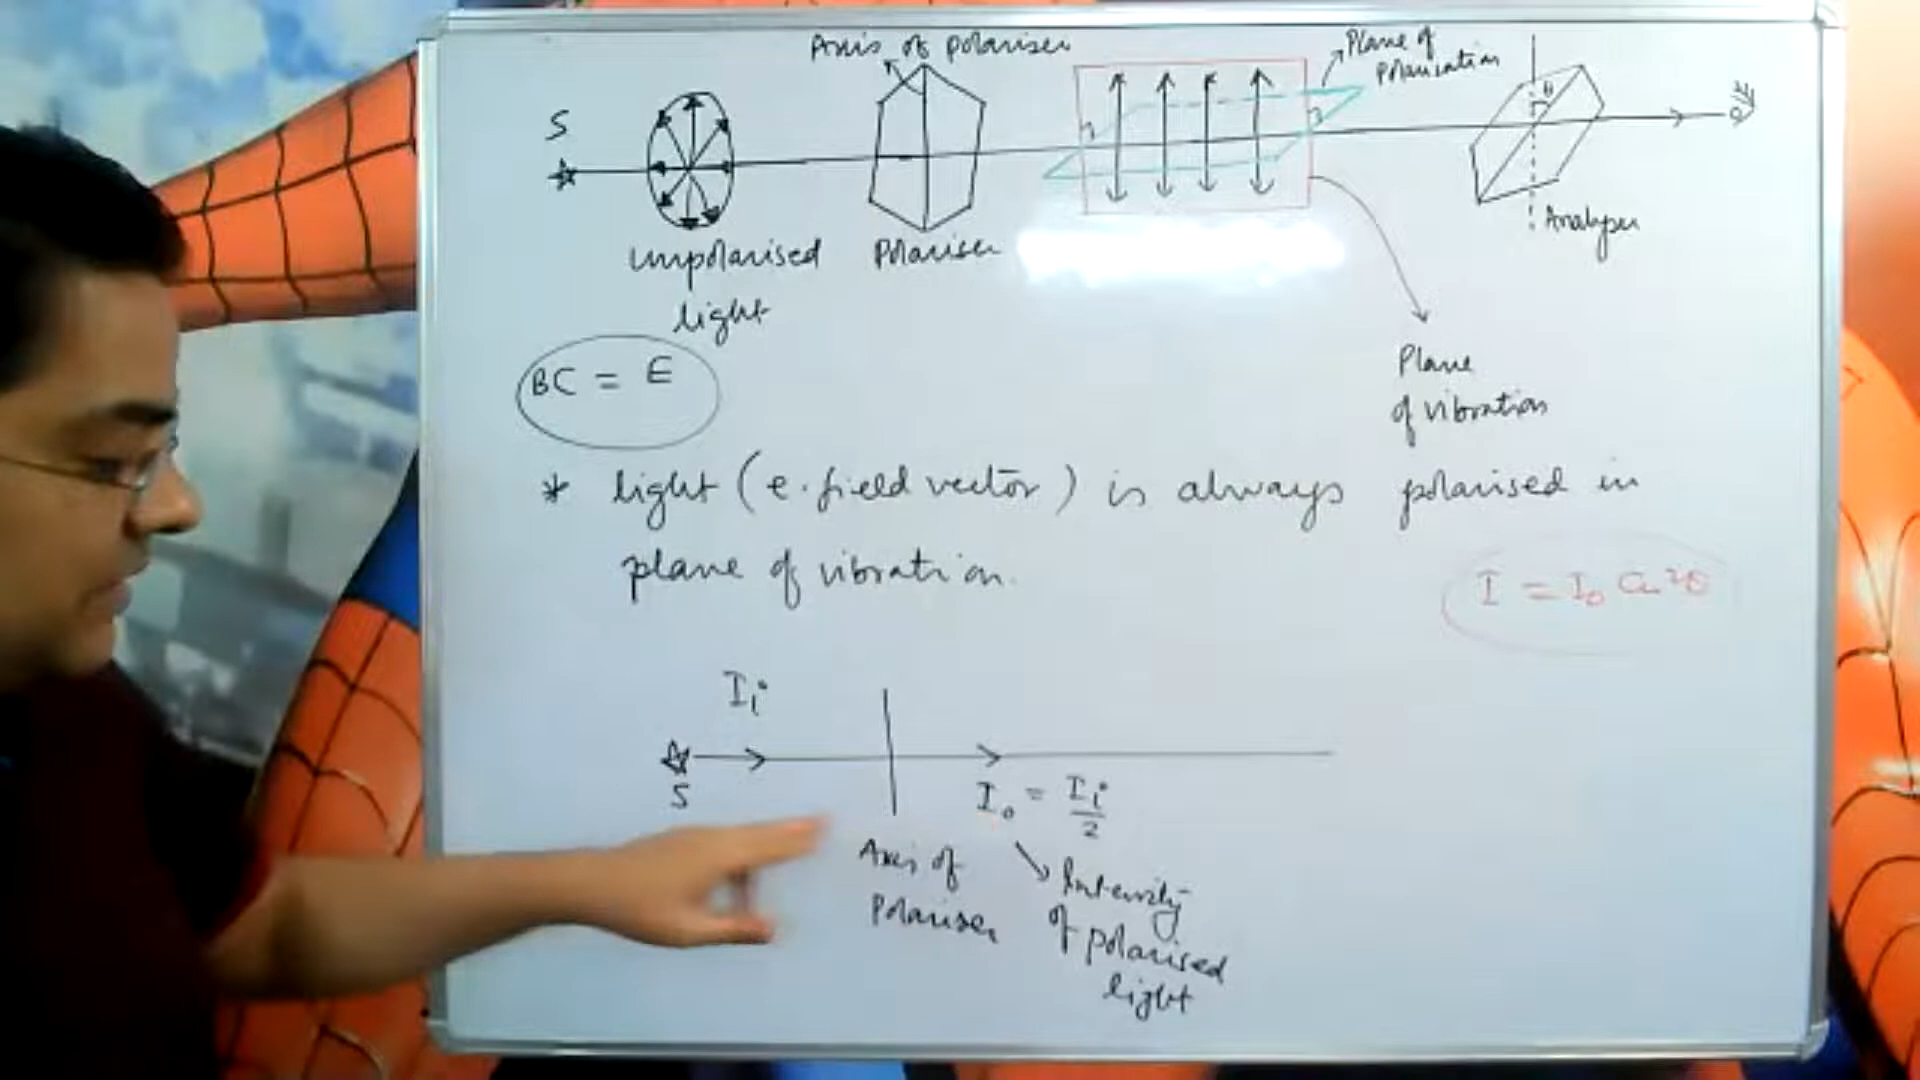 Axis of polariser
Plane of
Polarisation
S
θ
Unpolarised
light
Polariser
Analyser
BC = E
Plane
of vibration
* light (e. field vector) is always polarised in
plane of vibration.
I = I₀ Cos²θ
Iᵢ
S
I₀ = Iᵢ/2
Axis of
Polariser
Intensity
of polarised
light